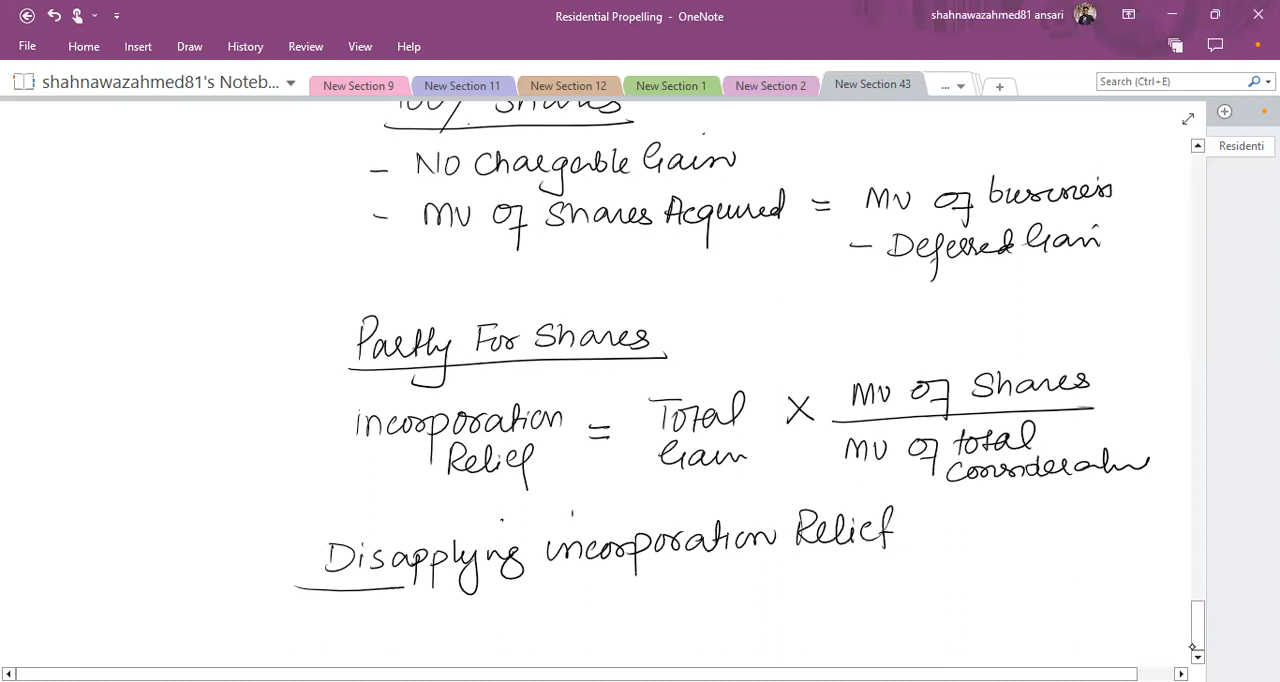 Residential Propelling - OneNote
shahnawazahmed81 ansari
File Home Insert Draw History Review View Help
shahnawazahmed81's Noteb... New Section 9 New Section 11 New Section 12 New Section 1 New Section 2 New Section 43 ... + Search (Ctrl+E)
Residenti
100% Shares
- No Chargable Gain
- MV of Shares Acquired = MV of business
- Deferred Gain
Partly For Shares
incorporation Relief = Total Gain X MV of Shares
MV of total Consideration
Disapplying incorporation Relief